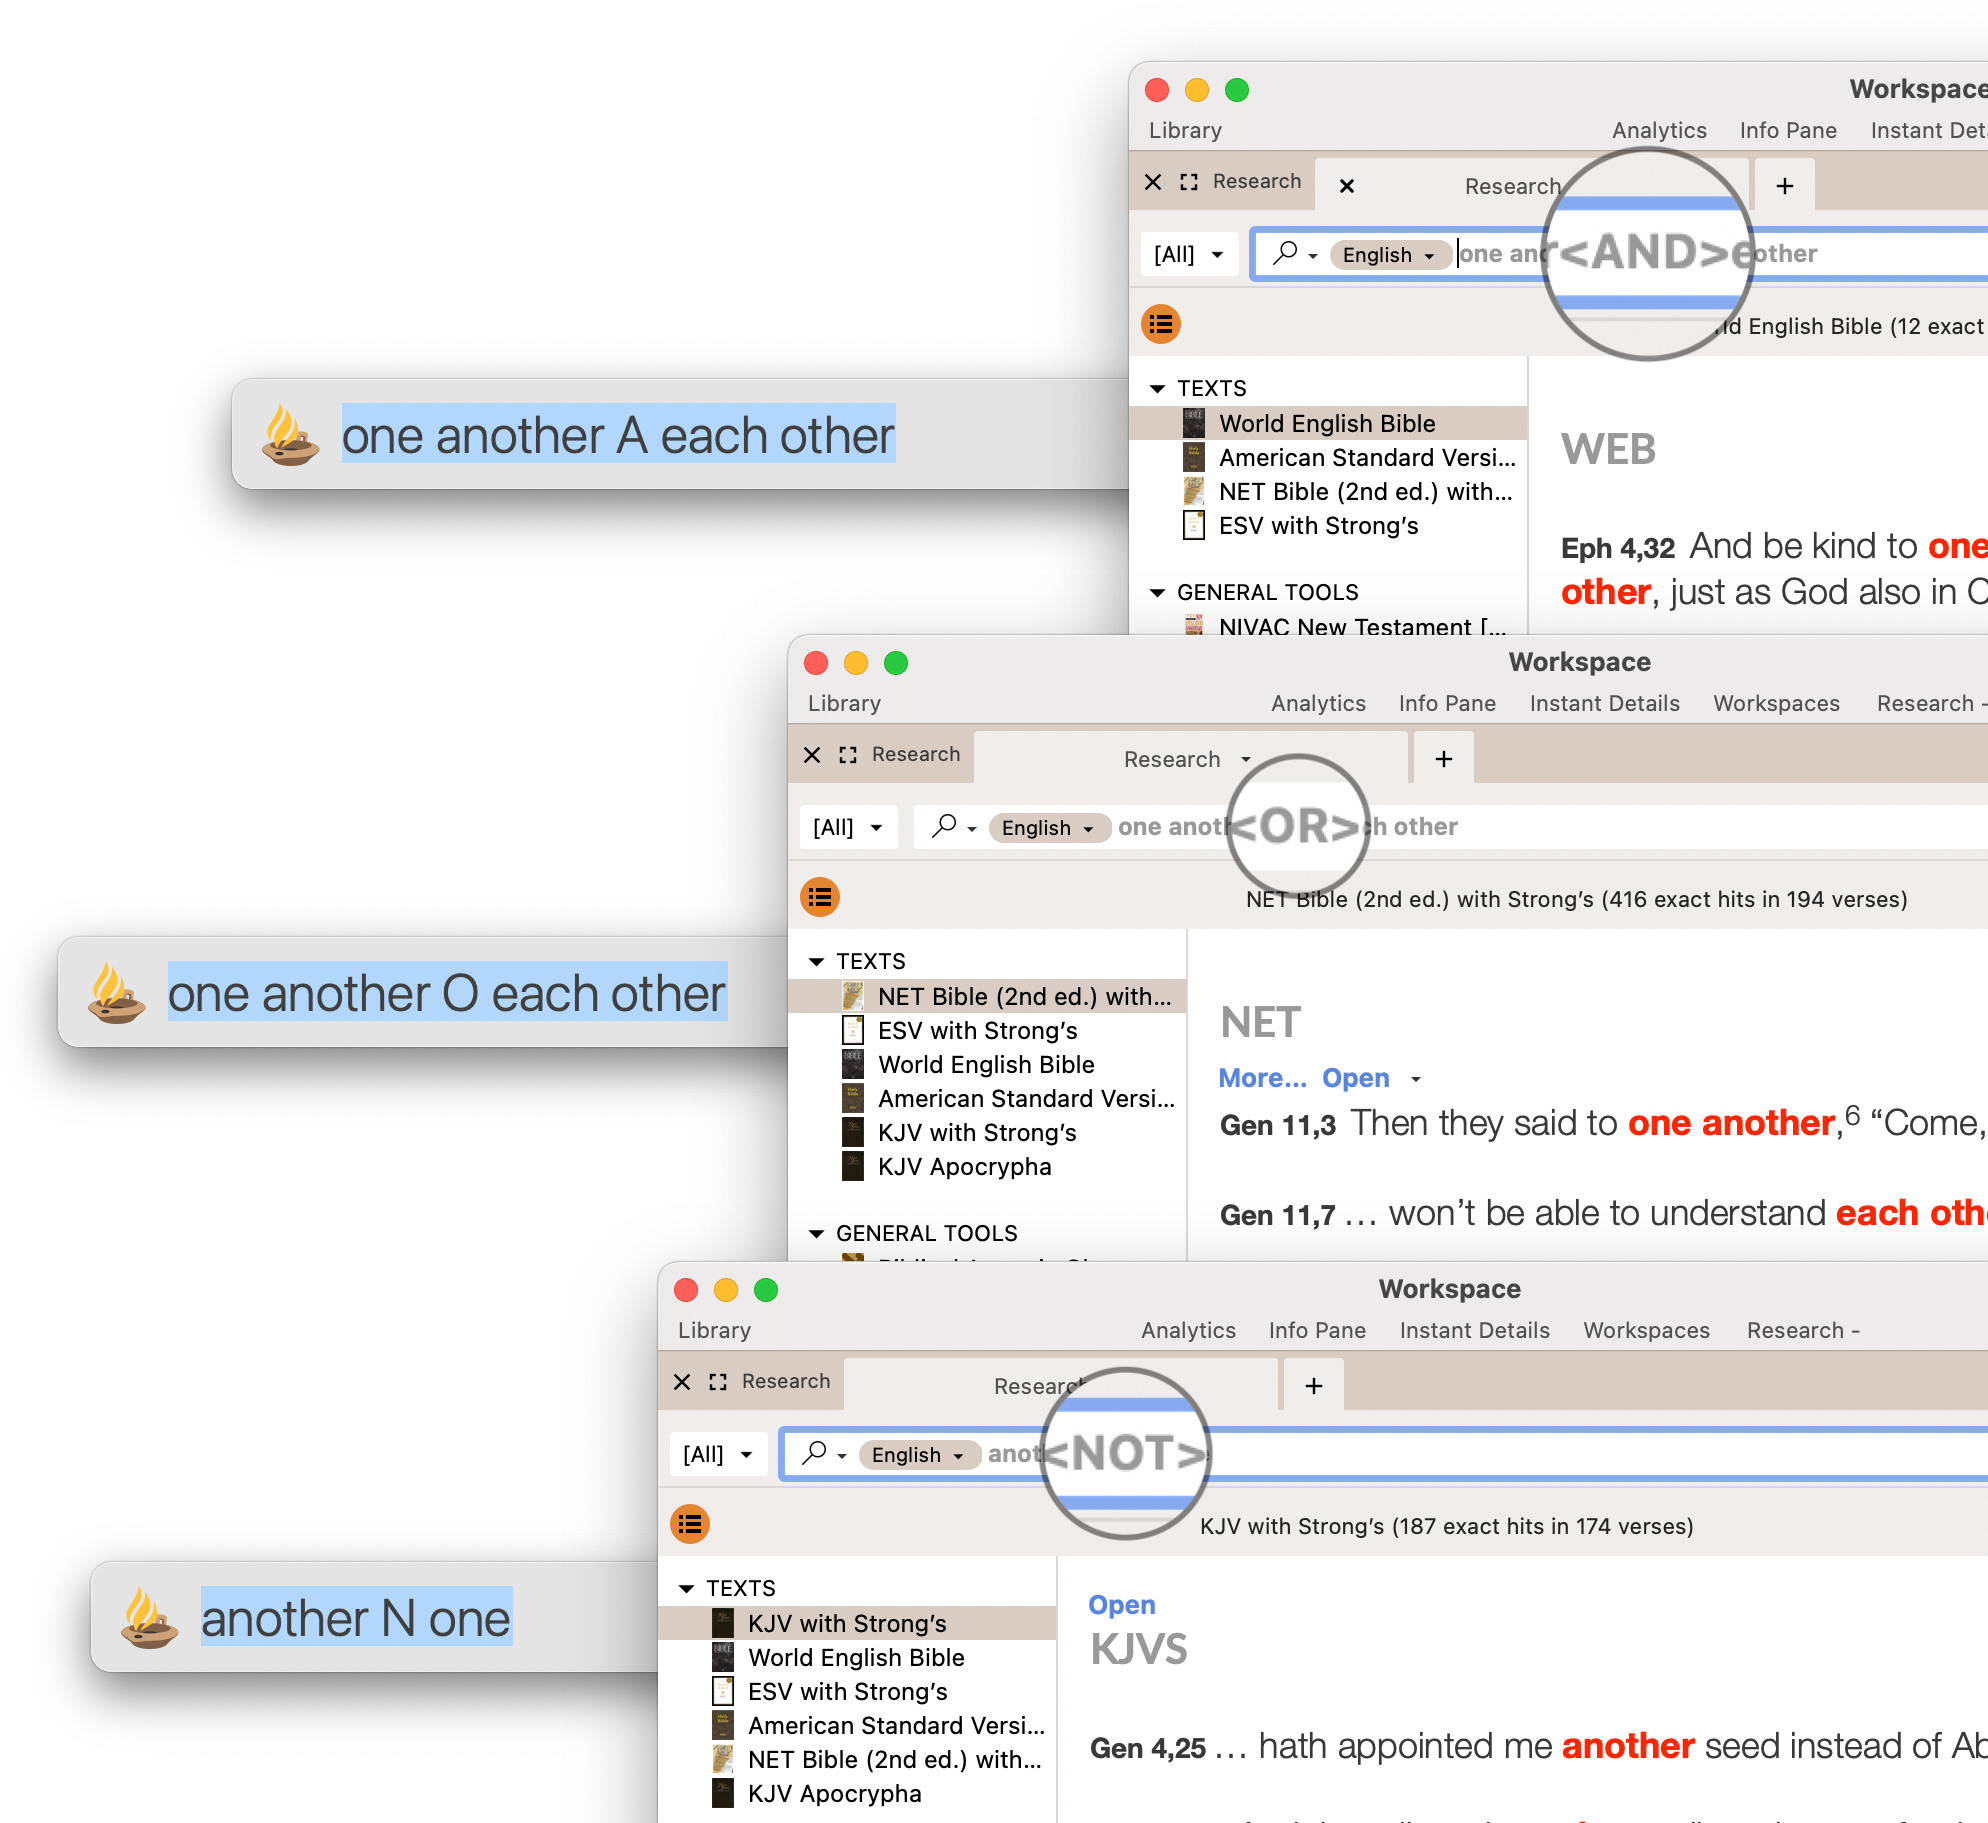 Workspace
Library Analytics Info Pane Instant
Research Research +
[All] English one <AND> other
English Bible (12 exact
TEXTS
World English Bible
American Standard Versi...
NET Bible (2nd ed.) with...
ESV with Strong’s
GENERAL TOOLS
NIVAC New Testament [...
WEB
Eph 4,32 And be kind to one
other, just as God also in
one another A each other
Workspace
Library Analytics Info Pane Instant Details Workspaces Research -
Research Research +
[All] English one <OR> other
NET Bible (2nd ed.) with Strong’s (416 exact hits in 194 verses)
TEXTS
NET Bible (2nd ed.) with...
ESV with Strong’s
World English Bible
American Standard Versi...
KJV with Strong’s
KJV Apocrypha
GENERAL TOOLS
NET
More... Open
Gen 11,3 Then they said to one another,⁶ “Come,
Gen 11,7 … won’t be able to understand each
one another O each other
Workspace
Library Analytics Info Pane Instant Details Workspaces Research -
Research Research +
[All] English <NOT>
KJV with Strong’s (187 exact hits in 174 verses)
TEXTS
KJV with Strong’s
World English Bible
ESV with Strong’s
American Standard Versi...
NET Bible (2nd ed.) with...
KJV Apocrypha
Open
KJVS
Gen 4,25 … hath appointed me another seed instead of
another N one